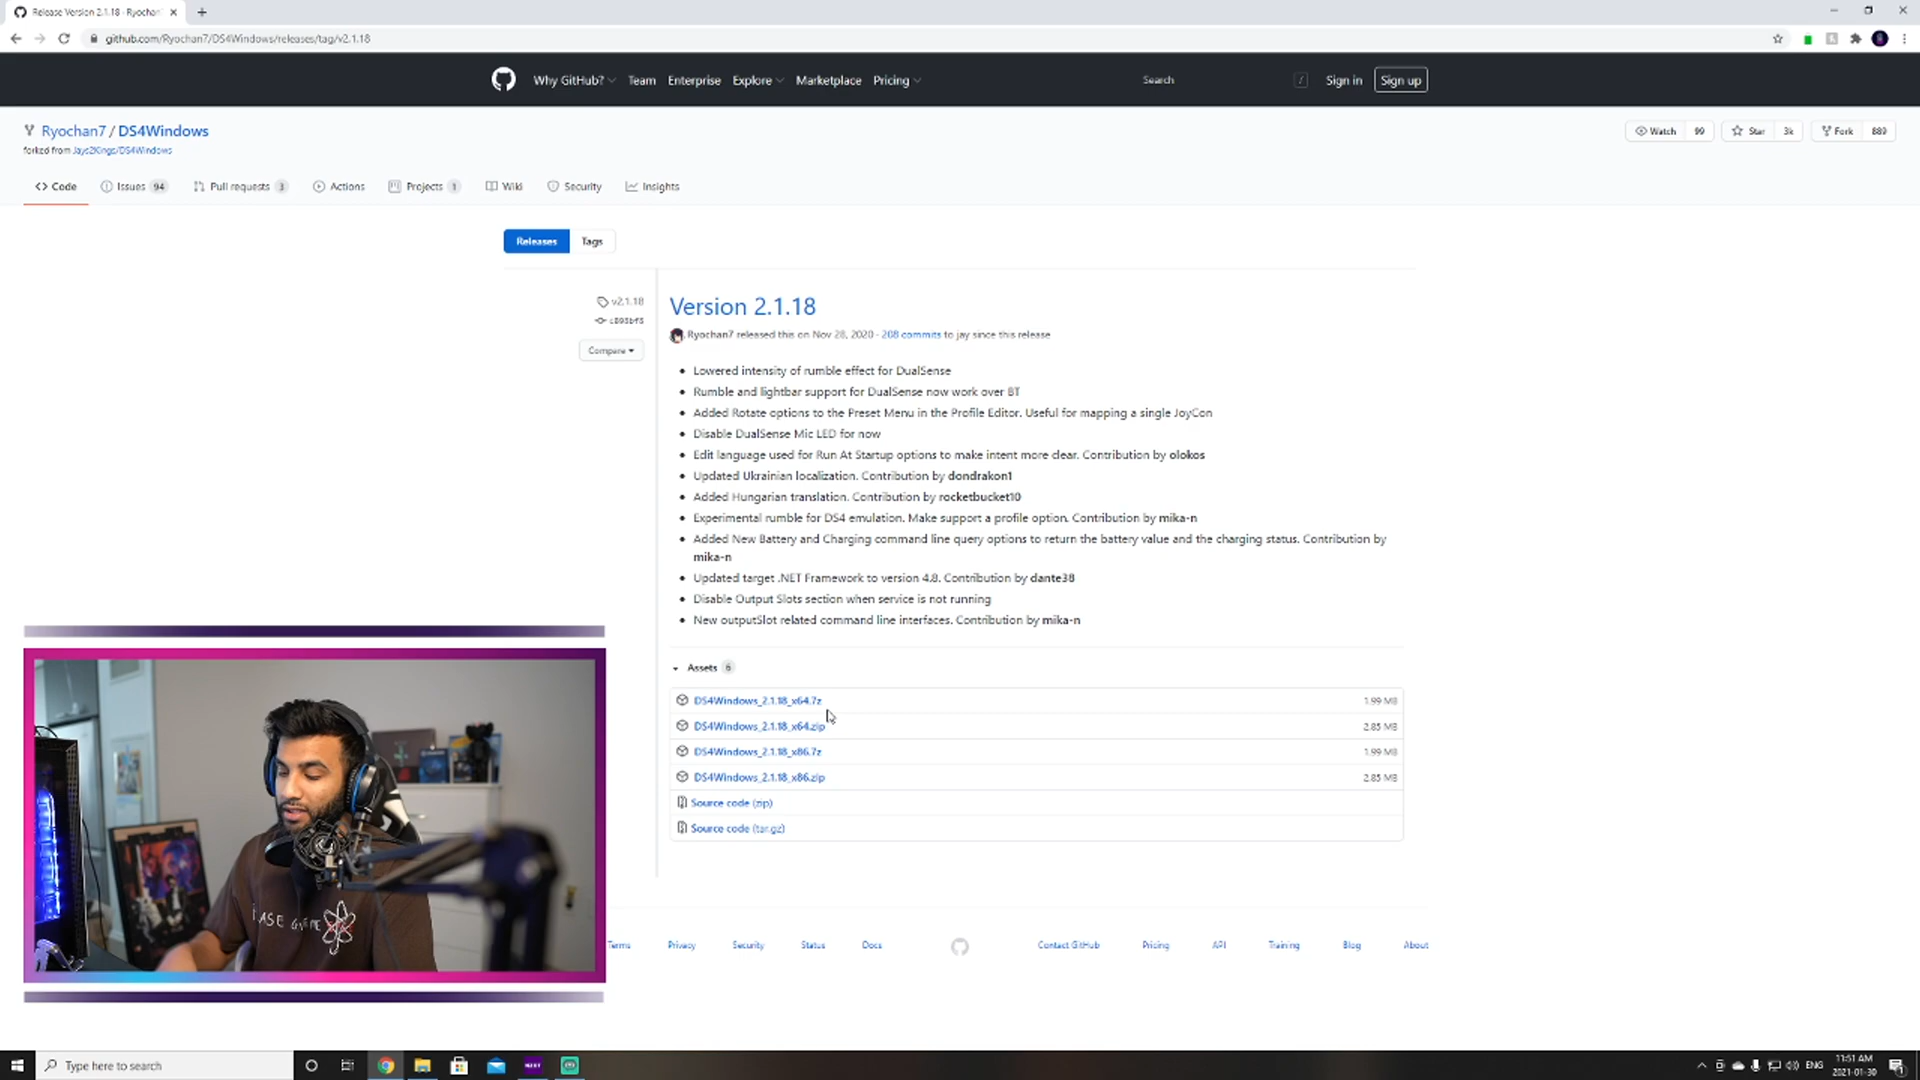 Release Version 2.1.18 · Ryochan
github.com/Ryochan7/DS4Windows/releases/tag/v2.1.18
Why GitHub? Team Enterprise Explore Marketplace Pricing Search / Sign in Sign up
Ryochan7 / DS4Windows
forked from Jays2Kings/DS4Windows
Watch 99 Star 3k Fork 889
<> Code Issues 94 Pull requests 3 Actions Projects 1 Wiki Security Insights
Releases Tags
v2.1.18
Compare
Version 2.1.18
Ryochan7 released this on Nov 28, 2020 · 208 commits to jay since this release
• Lowered intensity of rumble effect for DualSense
• Rumble and lightbar support for DualSense now work over BT
• Added Rotate options to the Preset Menu in the Profile Editor. Useful for mapping a single JoyCon
• Disable DualSense Mic LED for now
• Edit language used for Run At Startup options to make intent more clear. Contribution by olokos
• Updated Ukrainian localization. Contribution by dondrakon1
• Added Hungarian translation. Contribution by rocketbucket10
• Experimental rumble for DS4 emulation. Make support a profile option. Contribution by mika-n
• Added New Battery and Charging command line query options to return the battery value and the charging status. Contribution by
mika-n
• Updated target .NET Framework to version 4.8. Contribution by dante38
• Disable Output Slots section when service is not running
• New outputSlot related command line interfaces. Contribution by mika-n
Assets 6
DS4Windows_2.1.18_x64.7z 1.99 MB
DS4Windows_2.1.18_x64.zip 2.85 MB
DS4Windows_2.1.18_x86.7z 1.99 MB
DS4Windows_2.1.18_x86.zip 2.85 MB
Source code (zip)
Source code (tar.gz)
Terms Privacy Security Status Docs Contact GitHub Pricing API Training Blog About
Type here to search
ENG
11:51 AM
2021-01-30